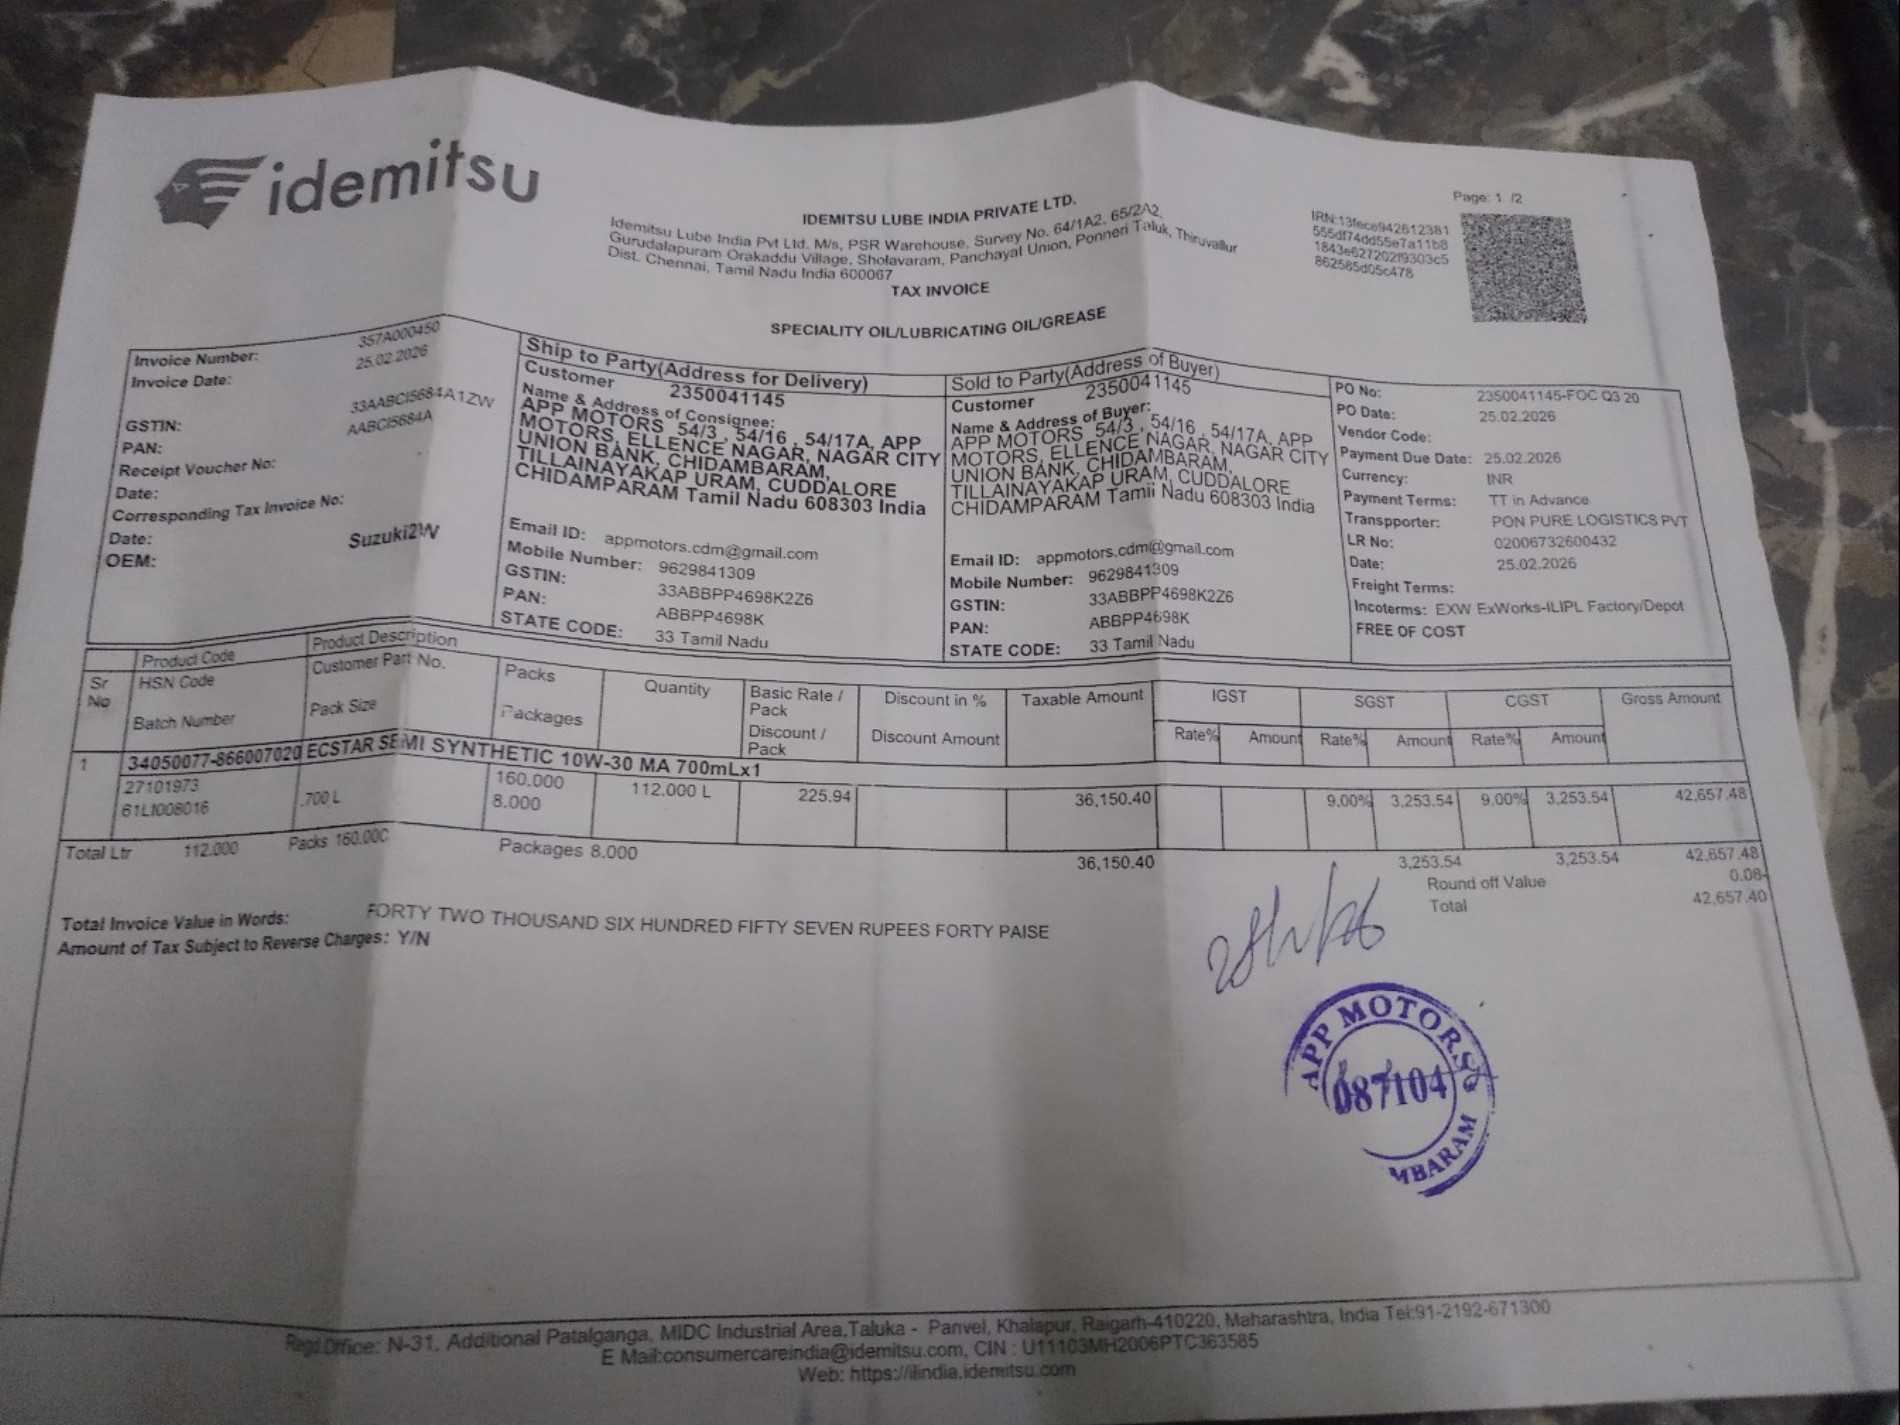 idemitsu
Page: 1 /2
IDEMITSU LUBE INDIA PRIVATE LTD.
Idemitsu Lube India Pvt Ltd. M/s, PSR Warehouse, Survey No. 64/1A2, 65/2A2,
Gurudalapuram Orakaddu Village, Sholavaram, Panchayal Union, Ponneri Taluk, Thiruvallur
Dist. Chennai, Tamil Nadu India 600067
IRN:13fece942612381
555df74dd55e7a11b8
1843e627202f9303c5
862585d05c478
TAX INVOICE
SPECIALITY OIL/LUBRICATING OIL/GREASE
Invoice Number: 357A000450
Invoice Date: 25.02.2026
GSTIN: 33AABCI5684A1ZW
PAN: AABCI5684A
Receipt Voucher No:
Date:
Corresponding Tax Invoice No:
Date:
OEM: Suzuki2W
Ship to Party(Address for Delivery)
Customer 2350041145
Name & Address of Consignee:
APP MOTORS 54/3 , 54/16 , 54/17A, APP
MOTORS, ELLENCE NAGAR, NAGAR CITY
UNION BANK, CHIDAMBARAM,
TILLAINAYAKAP URAM, CUDDALORE
CHIDAMPARAM Tamil Nadu 608303 India
Email ID: appmotors.cdm@gmail.com
Mobile Number: 9629841309
GSTIN: 33ABBPP4698K2Z6
PAN: ABBPP4698K
STATE CODE: 33 Tamil Nadu
Sold to Party(Address of Buyer)
Customer 2350041145
Name & Address of Buyer:
APP MOTORS 54/3 , 54/16 , 54/17A, APP
MOTORS, ELLENCE NAGAR, NAGAR CITY
UNION BANK, CHIDAMBARAM,
TILLAINAYAKAP URAM, CUDDALORE
CHIDAMPARAM Tamil Nadu 608303 India
Email ID: appmotors.cdm@gmail.com
Mobile Number: 9629841309
GSTIN: 33ABBPP4698K2Z6
PAN: ABBPP4698K
STATE CODE: 33 Tamil Nadu
PO No: 2350041145-FOC Q3 20
PO Date: 25.02.2026
Vendor Code:
Payment Due Date: 25.02.2026
Currency: INR
Payment Terms: TT in Advance
Transpporter: PON PURE LOGISTICS PVT
LR No: 02006732600432
Date: 25.02.2026
Freight Terms:
Incoterms: EXW ExWorks-ILIPL Factory/Depot
FREE OF COST
Sr No
Product Code
HSN Code
Batch Number
Product Description
Customer Part No.
Pack Size
Packs
Packages
Quantity
Basic Rate / Pack
Discount / Pack
Discount in %
Discount Amount
Taxable Amount
IGST
Rate% Amount
SGST
Rate% Amount
CGST
Rate% Amount
Gross Amount
1 34050077-866007020 ECSTAR SEMI SYNTHETIC 10W-30 MA 700mLx1
27101973 .700 L 160.000 112.000 L 225.94 36,150.40 9.00% 3,253.54 9.00% 3,253.54 42,657.48
61LI008016 8.000
Total Ltr 112.000 Packs 160.000 Packages 8.000 36,150.40 3,253.54 3,253.54 42,657.48
Round off Value 0.08-
Total 42,657.40
Total Invoice Value in Words: FORTY TWO THOUSAND SIX HUNDRED FIFTY SEVEN RUPEES FORTY PAISE
Amount of Tax Subject to Reverse Charges: Y/N
APP MOTORS
087104
MBARAM
Regd.Office: N-31, Additional Patalganga, MIDC Industrial Area,Taluka - Panvel, Khalapur, Raigarh-410220, Maharashtra, India Tel:91-2192-671300
E Mail:consumercareindia@idemitsu.com, CIN : U11103MH2006PTC363585
Web: https://ilindia.idemitsu.com